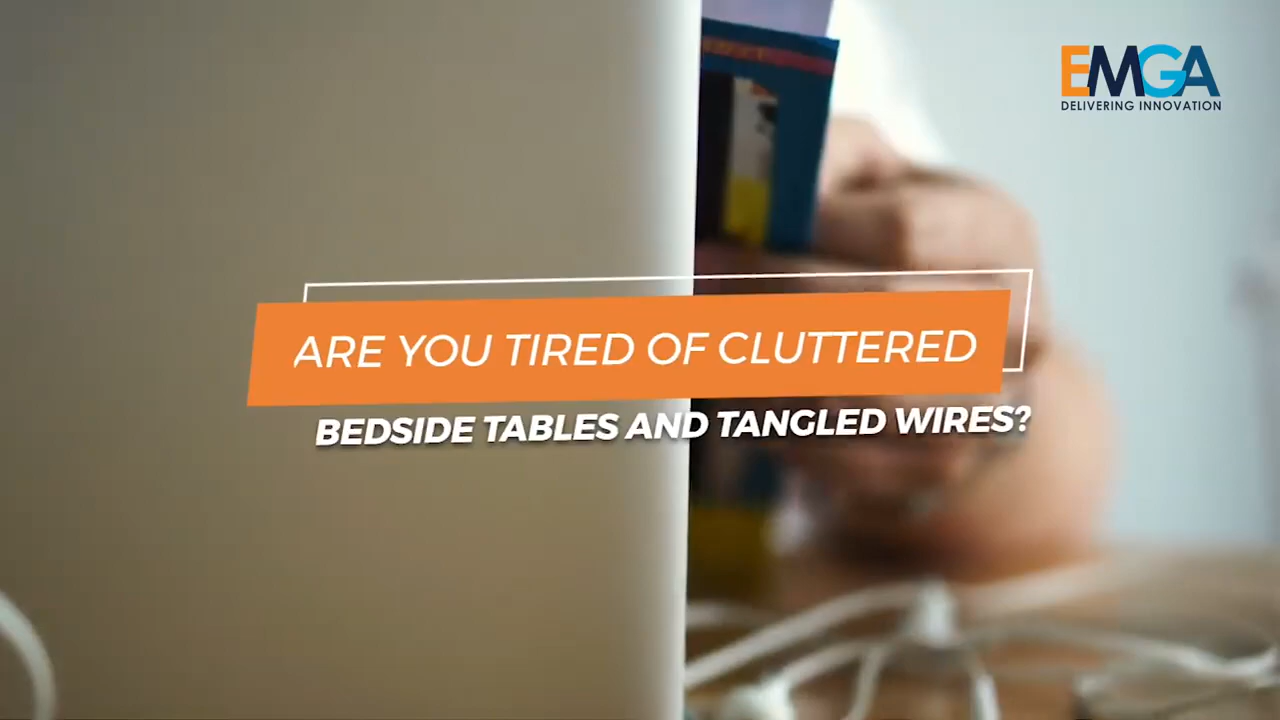 EMGA
DELIVERING INNOVATION
ARE YOU TIRED OF CLUTTERED
BEDSIDE TABLES AND TANGLED WIRES?